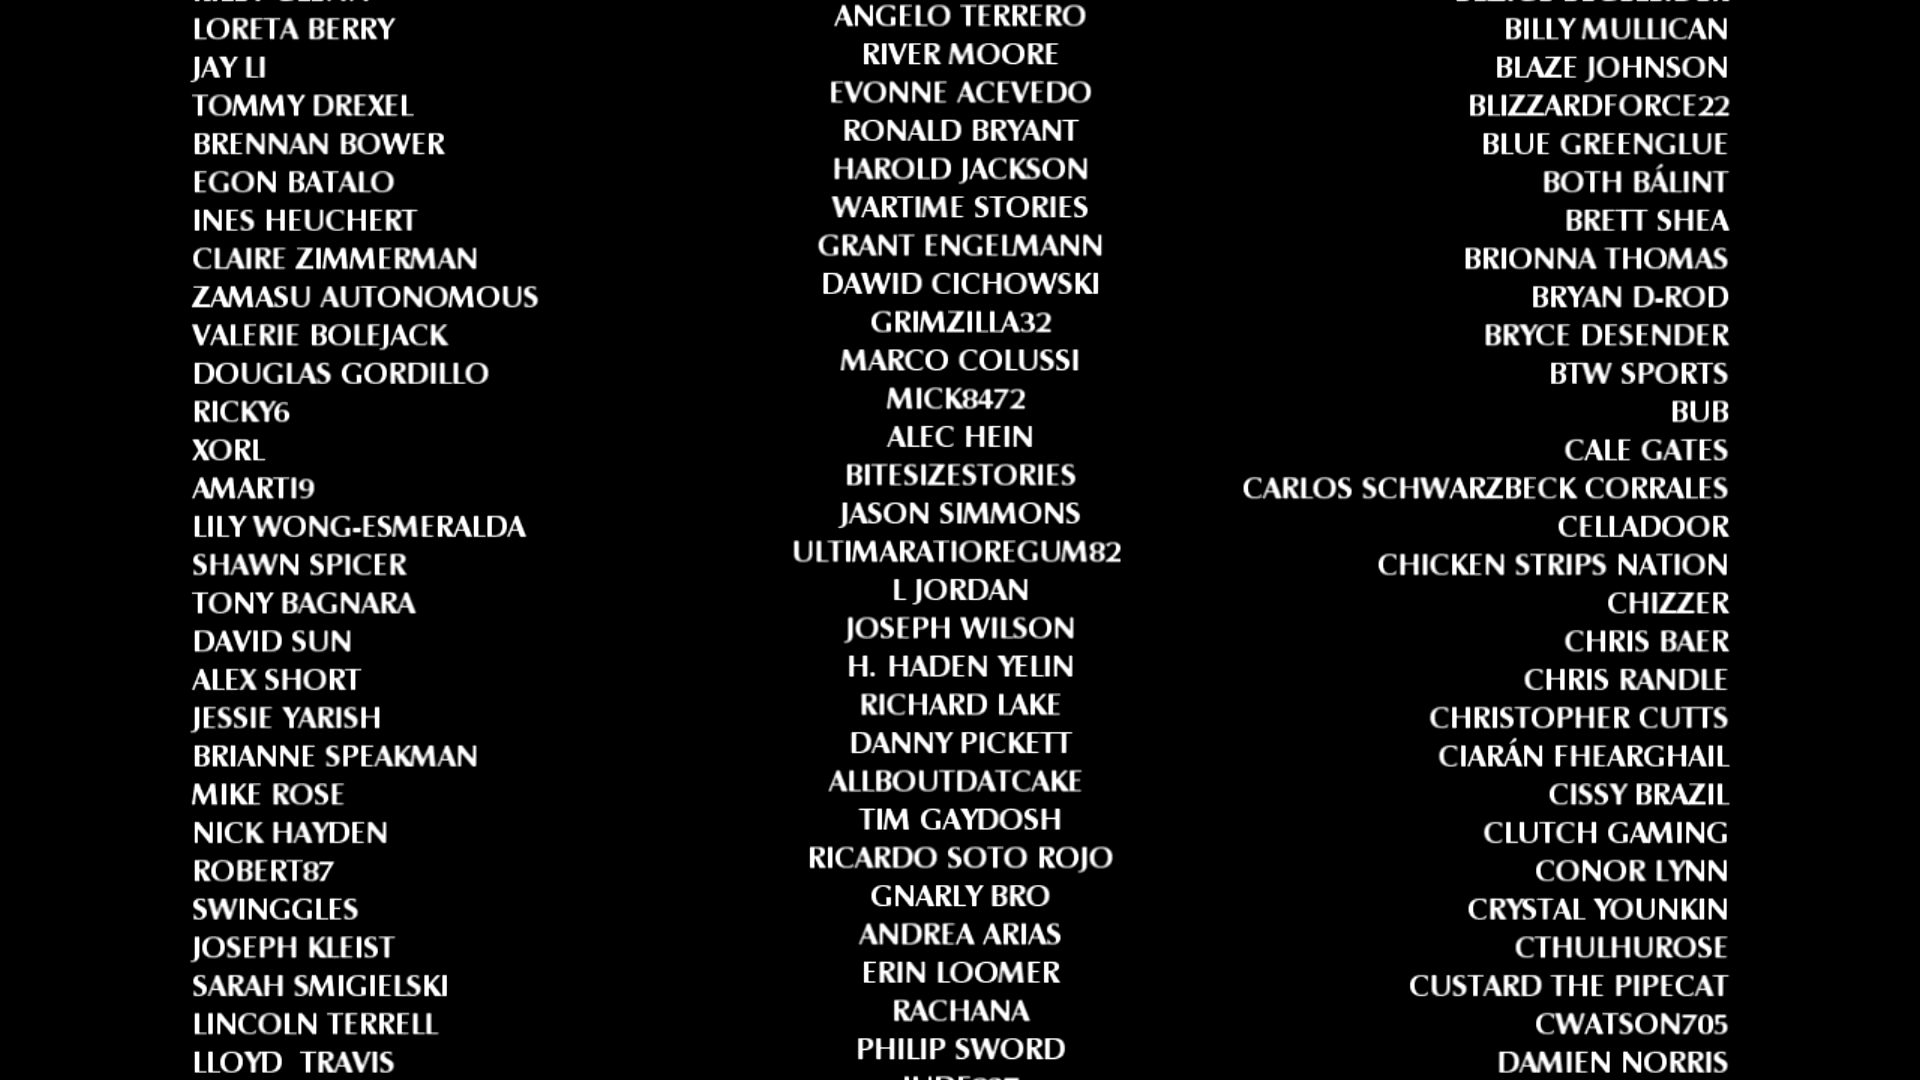 LORETA BERRY
JAY LI
TOMMY DREXEL
BRENNAN BOWER
EGON BATALO
INES HEUCHERT
CLAIRE ZIMMERMAN
ZAMASU AUTONOMOUS
VALERIE BOLEJACK
DOUGLAS GORDILLO
RICKY6
XORL
AMARTI9
LILY WONG-ESMERALDA
SHAWN SPICER
TONY BAGNARA
DAVID SUN
ALEX SHORT
JESSIE YARISH
BRIANNE SPEAKMAN
MIKE ROSE
NICK HAYDEN
ROBERT87
SWINGGLES
JOSEPH KLEIST
SARAH SMIGIELSKI
LINCOLN TERRELL
LLOYD  TRAVIS
ANGELO TERRERO
RIVER MOORE
EVONNE ACEVEDO
RONALD BRYANT
HAROLD JACKSON
WARTIME STORIES
GRANT ENGELMANN
DAWID CICHOWSKI
GRIMZILLA32
MARCO COLUSSI
MICK8472
ALEC HEIN
BITESIZESTORIES
JASON SIMMONS
ULTIMARATIOREGUM82
L JORDAN
JOSEPH WILSON
H. HADEN YELIN
RICHARD LAKE
DANNY PICKETT
ALLBOUTDATCAKE
TIM GAYDOSH
RICARDO SOTO ROJO
GNARLY BRO
ANDREA ARIAS
ERIN LOOMER
RACHANA
PHILIP SWORD
BILLY MULLICAN
BLAZE JOHNSON
BLIZZARDFORCE22
BLUE GREENGLUE
BOTH BÁLINT
BRETT SHEA
BRIONNA THOMAS
BRYAN D-ROD
BRYCE DESENDER
BTW SPORTS
BUB
CALE GATES
CARLOS SCHWARZBECK CORRALES
CELLADOOR
CHICKEN STRIPS NATION
CHIZZER
CHRIS BAER
CHRIS RANDLE
CHRISTOPHER CUTTS
CIARÁN FHEARGHAIL
CISSY BRAZIL
CLUTCH GAMING
CONOR LYNN
CRYSTAL YOUNKIN
CTHULHUROSE
CUSTARD THE PIPECAT
CWATSON705
DAMIEN NORRIS